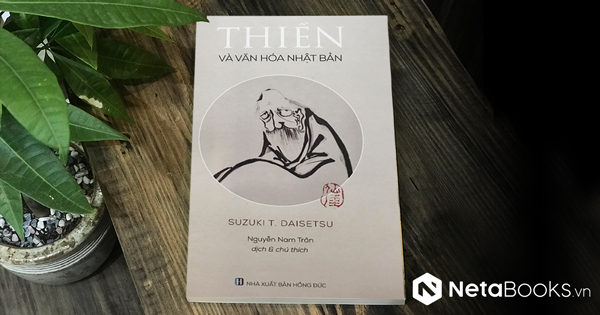 THIỀN
VÀ VĂN HÓA NHẬT BẢN
SUZUKI T. DAISETSU
Nguyễn Nam Trân
dịch & chú thích
NHÀ XUẤT BẢN HỒNG ĐỨC
NetaBooks.vn